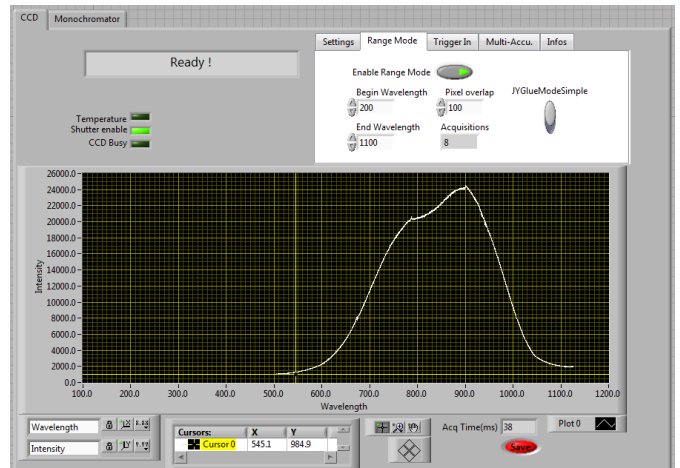 CCD Monochromator
Ready !
Settings Range Mode Trigger In Multi-Accu. Infos
Enable Range Mode
Begin Wavelength Pixel overlap JYGlueModeSimple
200 100
End Wavelength Acquisitions
1100 8
Temperature
Shutter enable
CCD Busy
26000.0
24000.0
22000.0
20000.0
18000.0
16000.0
14000.0
12000.0
10000.0
8000.0
6000.0
4000.0
2000.0
0.0
Intensity
100.0 200.0 300.0 400.0 500.0 600.0 700.0 800.0 900.0 1000.0 1100.0 1200.0
Wavelength
Wavelength
Intensity
Cursors: X Y
Cursor 0 545.1 984.9
Acq Time(ms) 38
Plot 0
Save